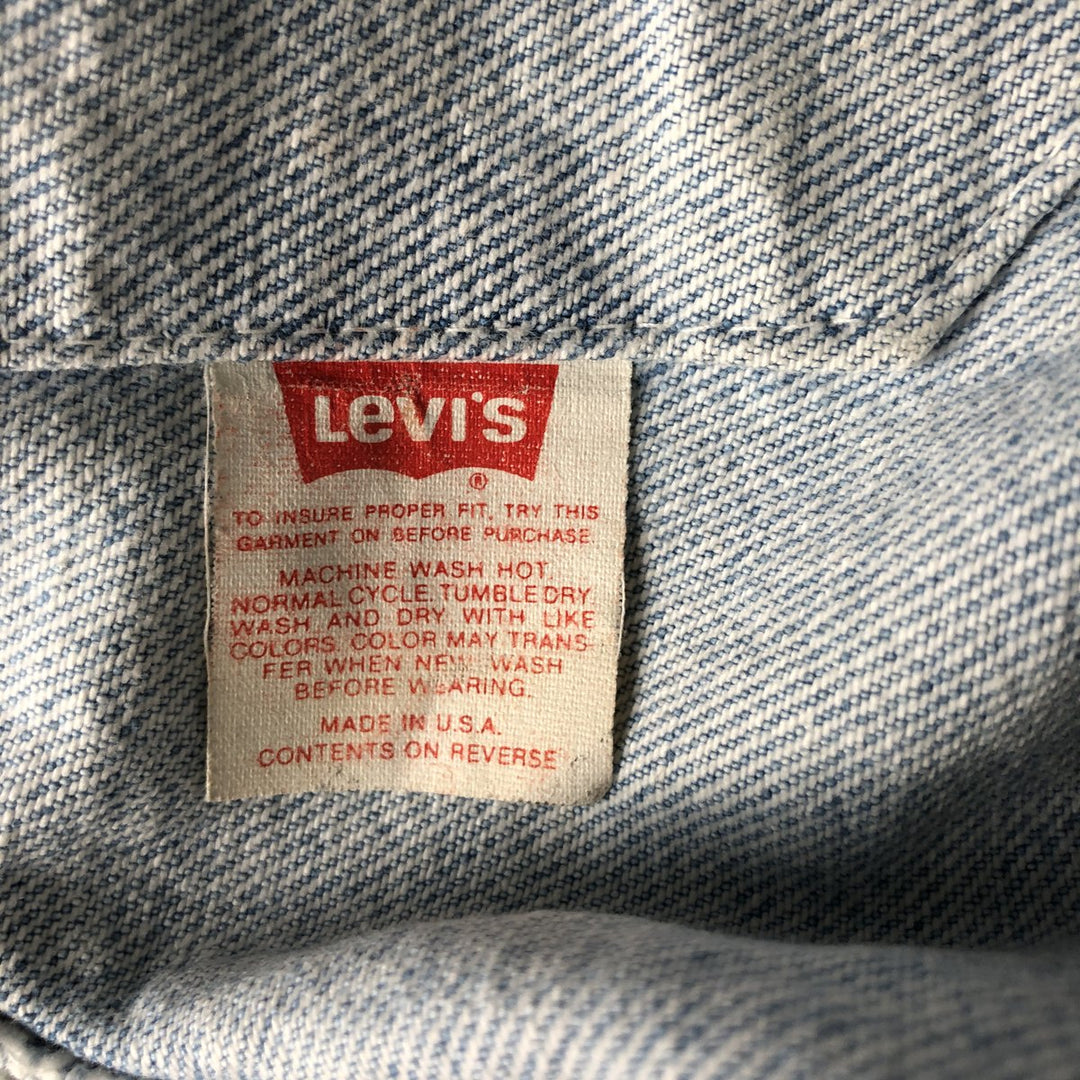 LEVI'S
®
TO INSURE PROPER FIT, TRY THIS
GARMENT ON BEFORE PURCHASE.
MACHINE WASH HOT,
NORMAL CYCLE TUMBLE DRY
WASH AND DRY WITH LIKE
COLORS. COLOR MAY TRANS-
FER WHEN NEW. WASH
BEFORE WEARING.
MADE IN U.S.A.
CONTENTS ON REVERSE